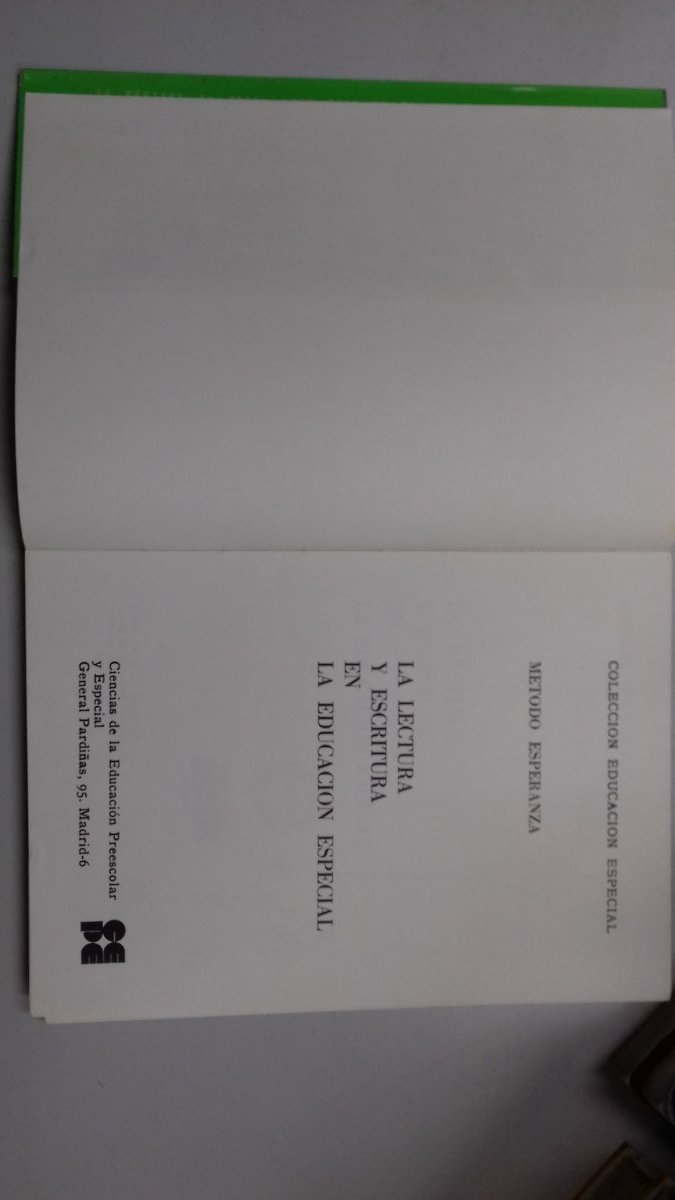 COLECCION EDUCACION ESPECIAL
METODO ESPERANZA
LA LECTURA
Y ESCRITURA
EN
LA EDUCACION ESPECIAL
Ciencias de la Educación Preescolar
y Especial
General Pardiñas, 95. Madrid-6
CE
PE